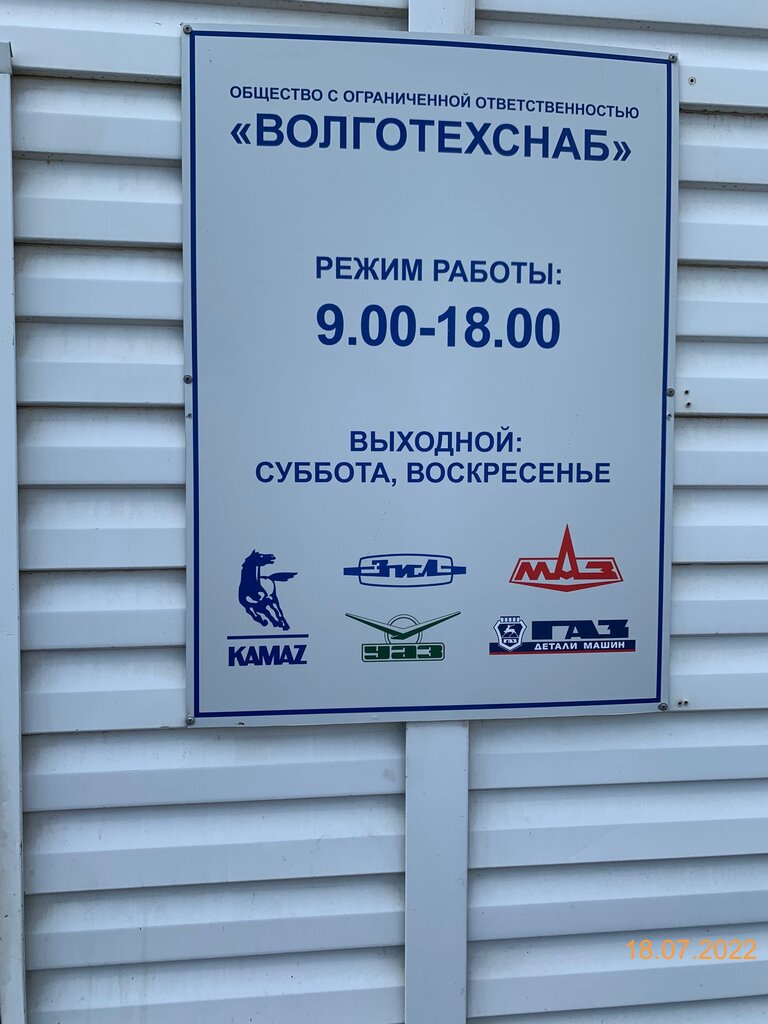 ОБЩЕСТВО С ОГРАНИЧЕННОЙ ОТВЕТСТВЕННОСТЬЮ
«ВОЛГОТЕХСНАБ»
РЕЖИМ РАБОТЫ:
9.00-18.00
ВЫХОДНОЙ:
СУББОТА, ВОСКРЕСЕНЬЕ
ЗиЛ
МАЗ
KAMAZ
УАЗ
ГАЗ
ГАЗ
ДЕТАЛИ МАШИН
18.07.2022